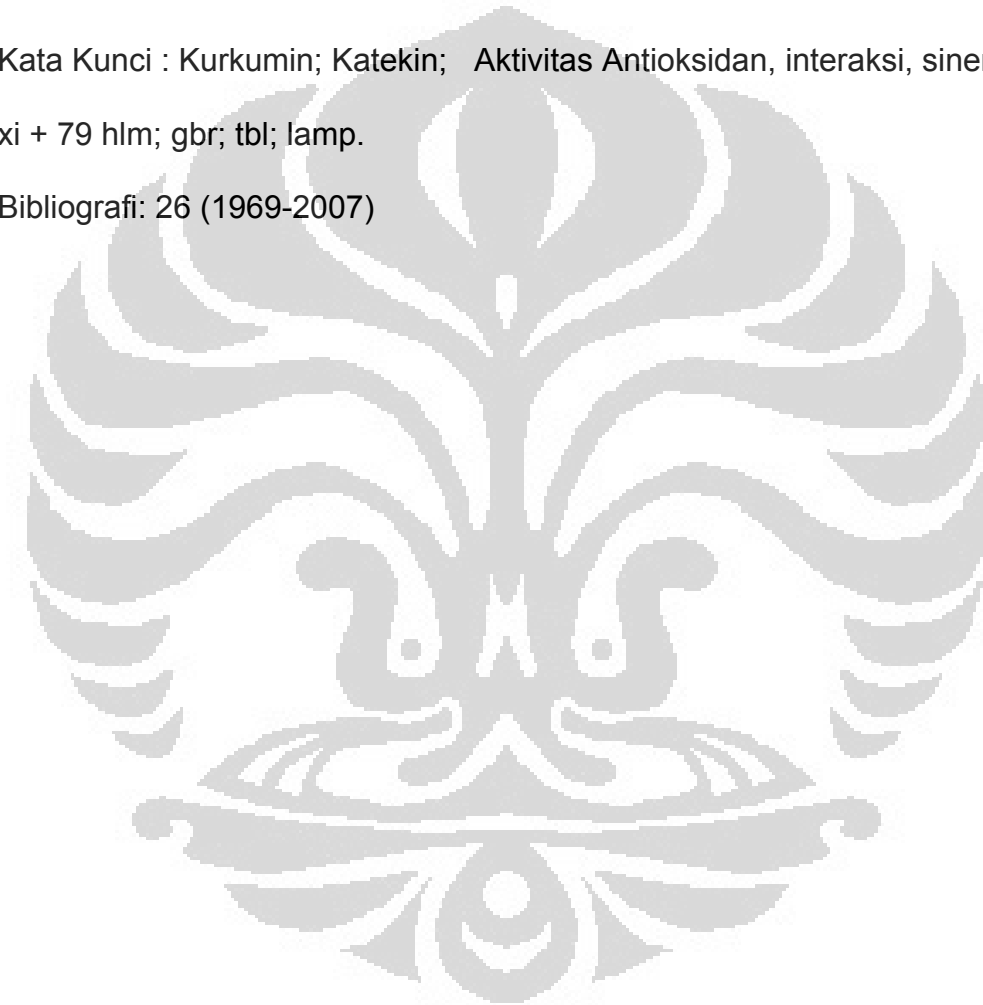 Kata Kunci : Kurkumin; Katekin; Aktivitas Antioksidan, interaksi,
xi + 79 hlm; gbr; tbl; lamp.
Bibliografi: 26 (1969-2007)